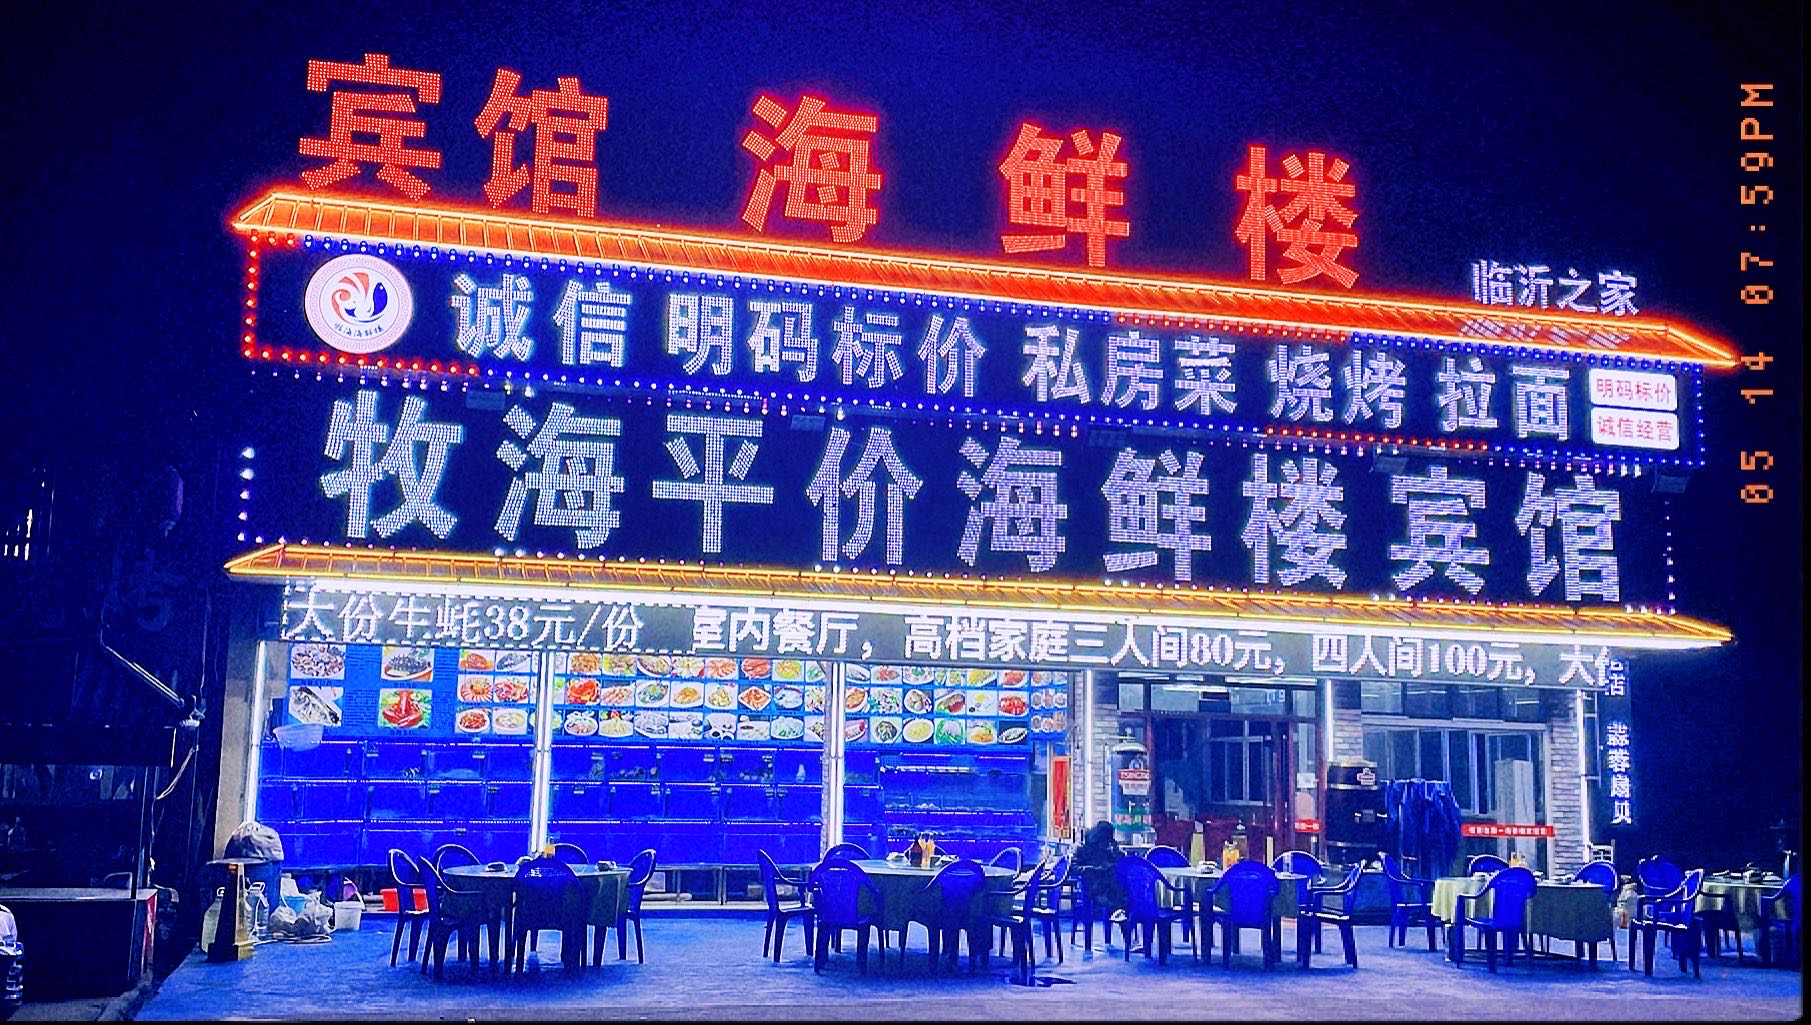 宾馆 海鲜楼
临沂之家
诚信 明码标价 私房菜 烧烤 拉面
明码标价
诚信经营
牧海平价海鲜楼宾馆
大份牛蚝38元/份 室内餐厅，高档家庭三人间80元，四人间100元，大
蒜蓉扇贝
TSINGTAO
05 14 07:59PM